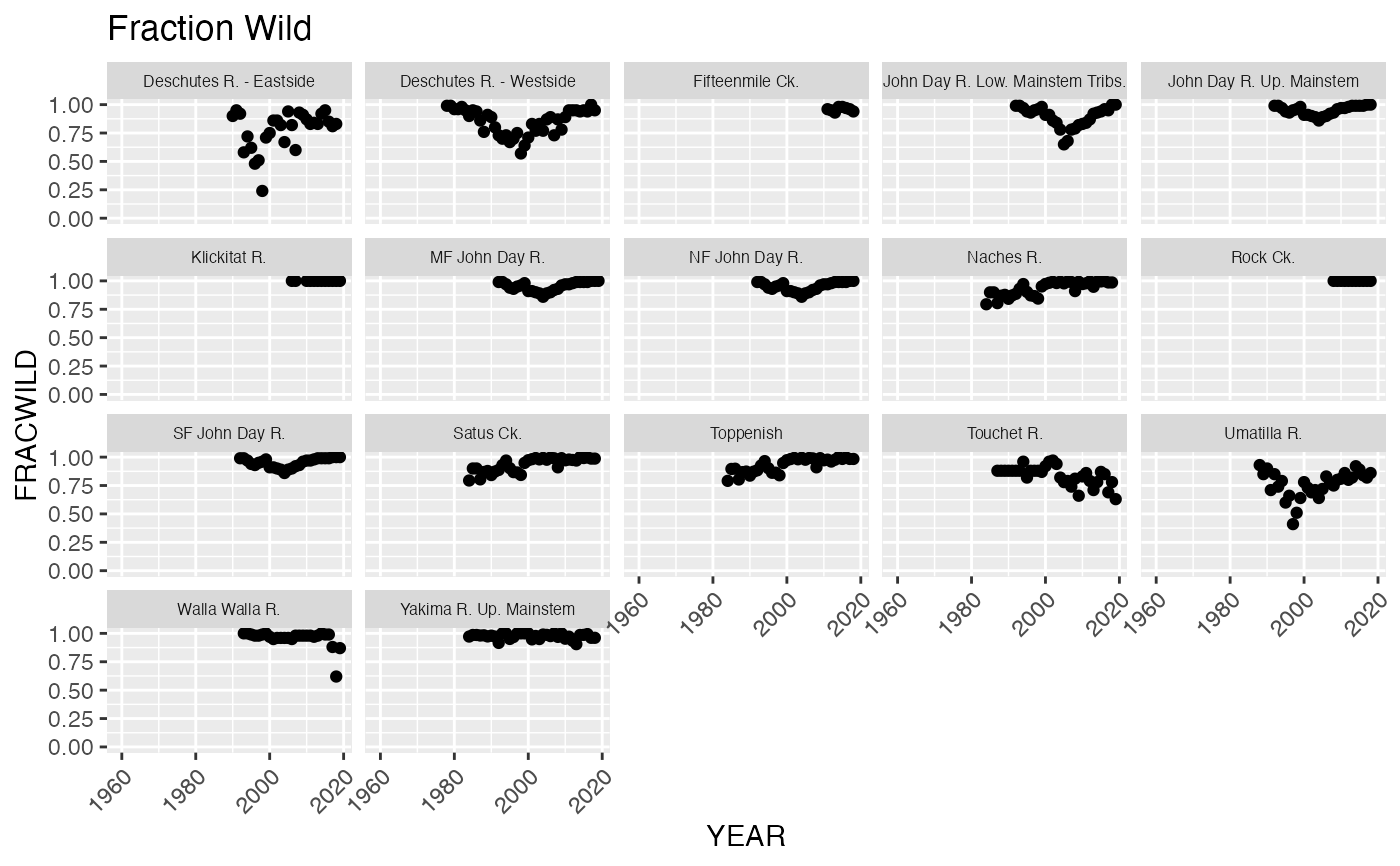 Fraction Wild
Deschutes R. - Eastside
Deschutes R. - Westside
Fifteenmile Ck.
John Day R. Low. Mainstem Tribs.
John Day R. Up. Mainstem
1.00
0.75
0.50
0.25
0.00
Klickitat R.
MF John Day R.
NF John Day R.
Naches R.
Rock Ck.
1.00
0.75
0.50
0.25
0.00
FRACWILD
SF John Day R.
Satus Ck.
Toppenish
Touchet R.
Umatilla R.
1.00
0.75
0.50
0.25
0.00
1960
1980
2000
2020
1960
1980
2000
2020
1960
1980
2000
2020
Walla Walla R.
Yakima R. Up. Mainstem
1.00
0.75
0.50
0.25
0.00
1960
1980
2000
2020
1960
1980
2000
2020
YEAR